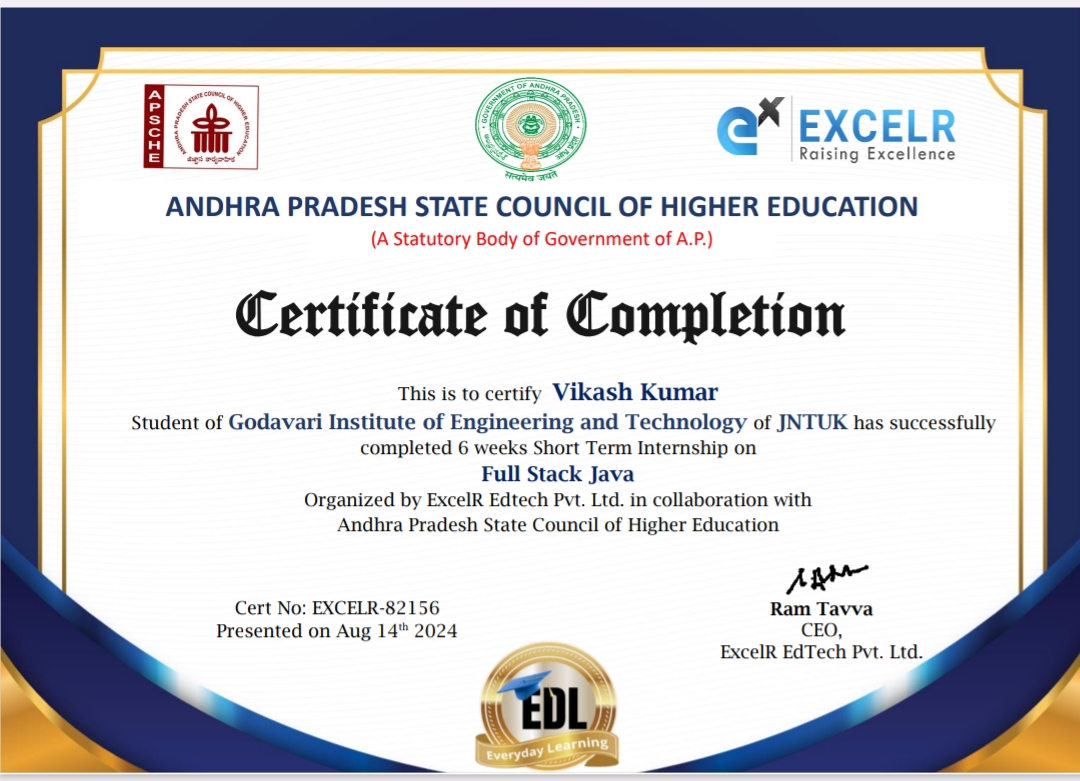 APSCHE
ANDHRA PRADESH STATE COUNCIL OF HIGHER EDUCATION
GOVERNMENT OF ANDHRA PRADESH
सत्यमेव जयते
ex
EXCELR
Raising Excellence
ANDHRA PRADESH STATE COUNCIL OF HIGHER EDUCATION
(A Statutory Body of Government of A.P.)
Certificate of Completion
This is to certify Vikash Kumar
Student of Godavari Institute of Engineering and Technology of JNTUK has successfully
completed 6 weeks Short Term Internship on
Full Stack Java
Organized by ExcelR Edtech Pvt. Ltd. in collaboration with
Andhra Pradesh State Council of Higher Education
Cert No: EXCELR-82156
Presented on Aug 14th 2024
Ram Tavva
CEO,
ExcelR EdTech Pvt. Ltd.
EDL
Everyday Learning